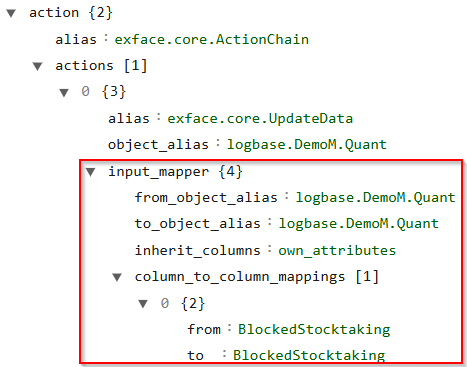 action {2}
alias : exface.core.ActionChain
actions [1]
0 {3}
alias : exface.core.UpdateData
object_alias : logbase.DemoM.Quant
input_mapper {4}
from_object_alias : logbase.DemoM.Quant
to_object_alias : logbase.DemoM.Quant
inherit_columns : own_attributes
column_to_column_mappings [1]
0 {2}
from : BlockedStocktaking
to : BlockedStocktaking